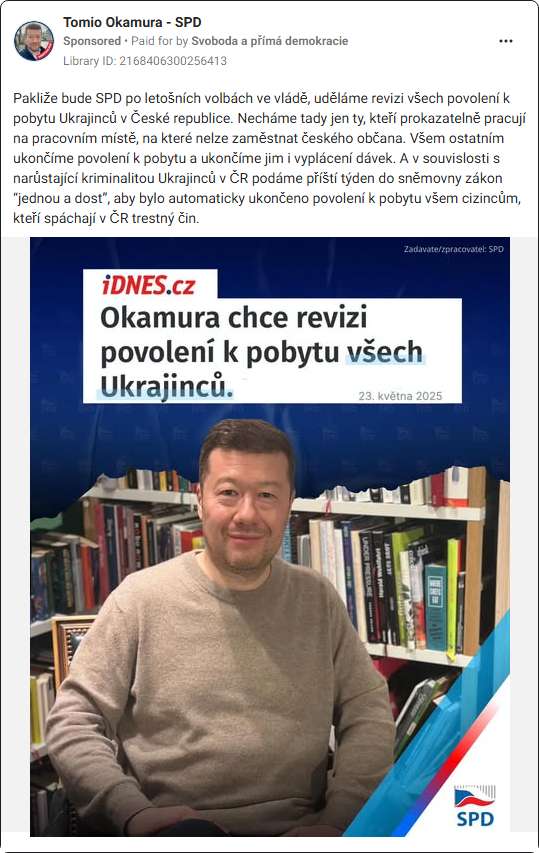 Tomio Okamura - SPD
Sponsored • Paid for by Svoboda a přímá demokracie
Library ID: 2168406300256413
Pakliže bude SPD po letošních volbách ve vládě, uděláme revizi všech povolení k
pobytu Ukrajinců v České republice. Necháme tady jen ty, kteří prokazatelně pracují
na pracovním místě, na které nelze zaměstnat českého občana. Všem ostatním
ukončíme povolení k pobytu a ukončíme jim i vyplácení dávek. A v souvislosti s
narůstající kriminalitou Ukrajinců v ČR podáme příští týden do sněmovny zákon
“jednou a dost”, aby bylo automaticky ukončeno povolení k pobytu všem cizincům,
kteří spáchají v ČR trestný čin.
Zadavatel/zpracovatel: SPD
iDNES.cz
Okamura chce revizi
povolení k pobytu všech
Ukrajinců.
23. května 2025
UNDER PRESSURE
SPD